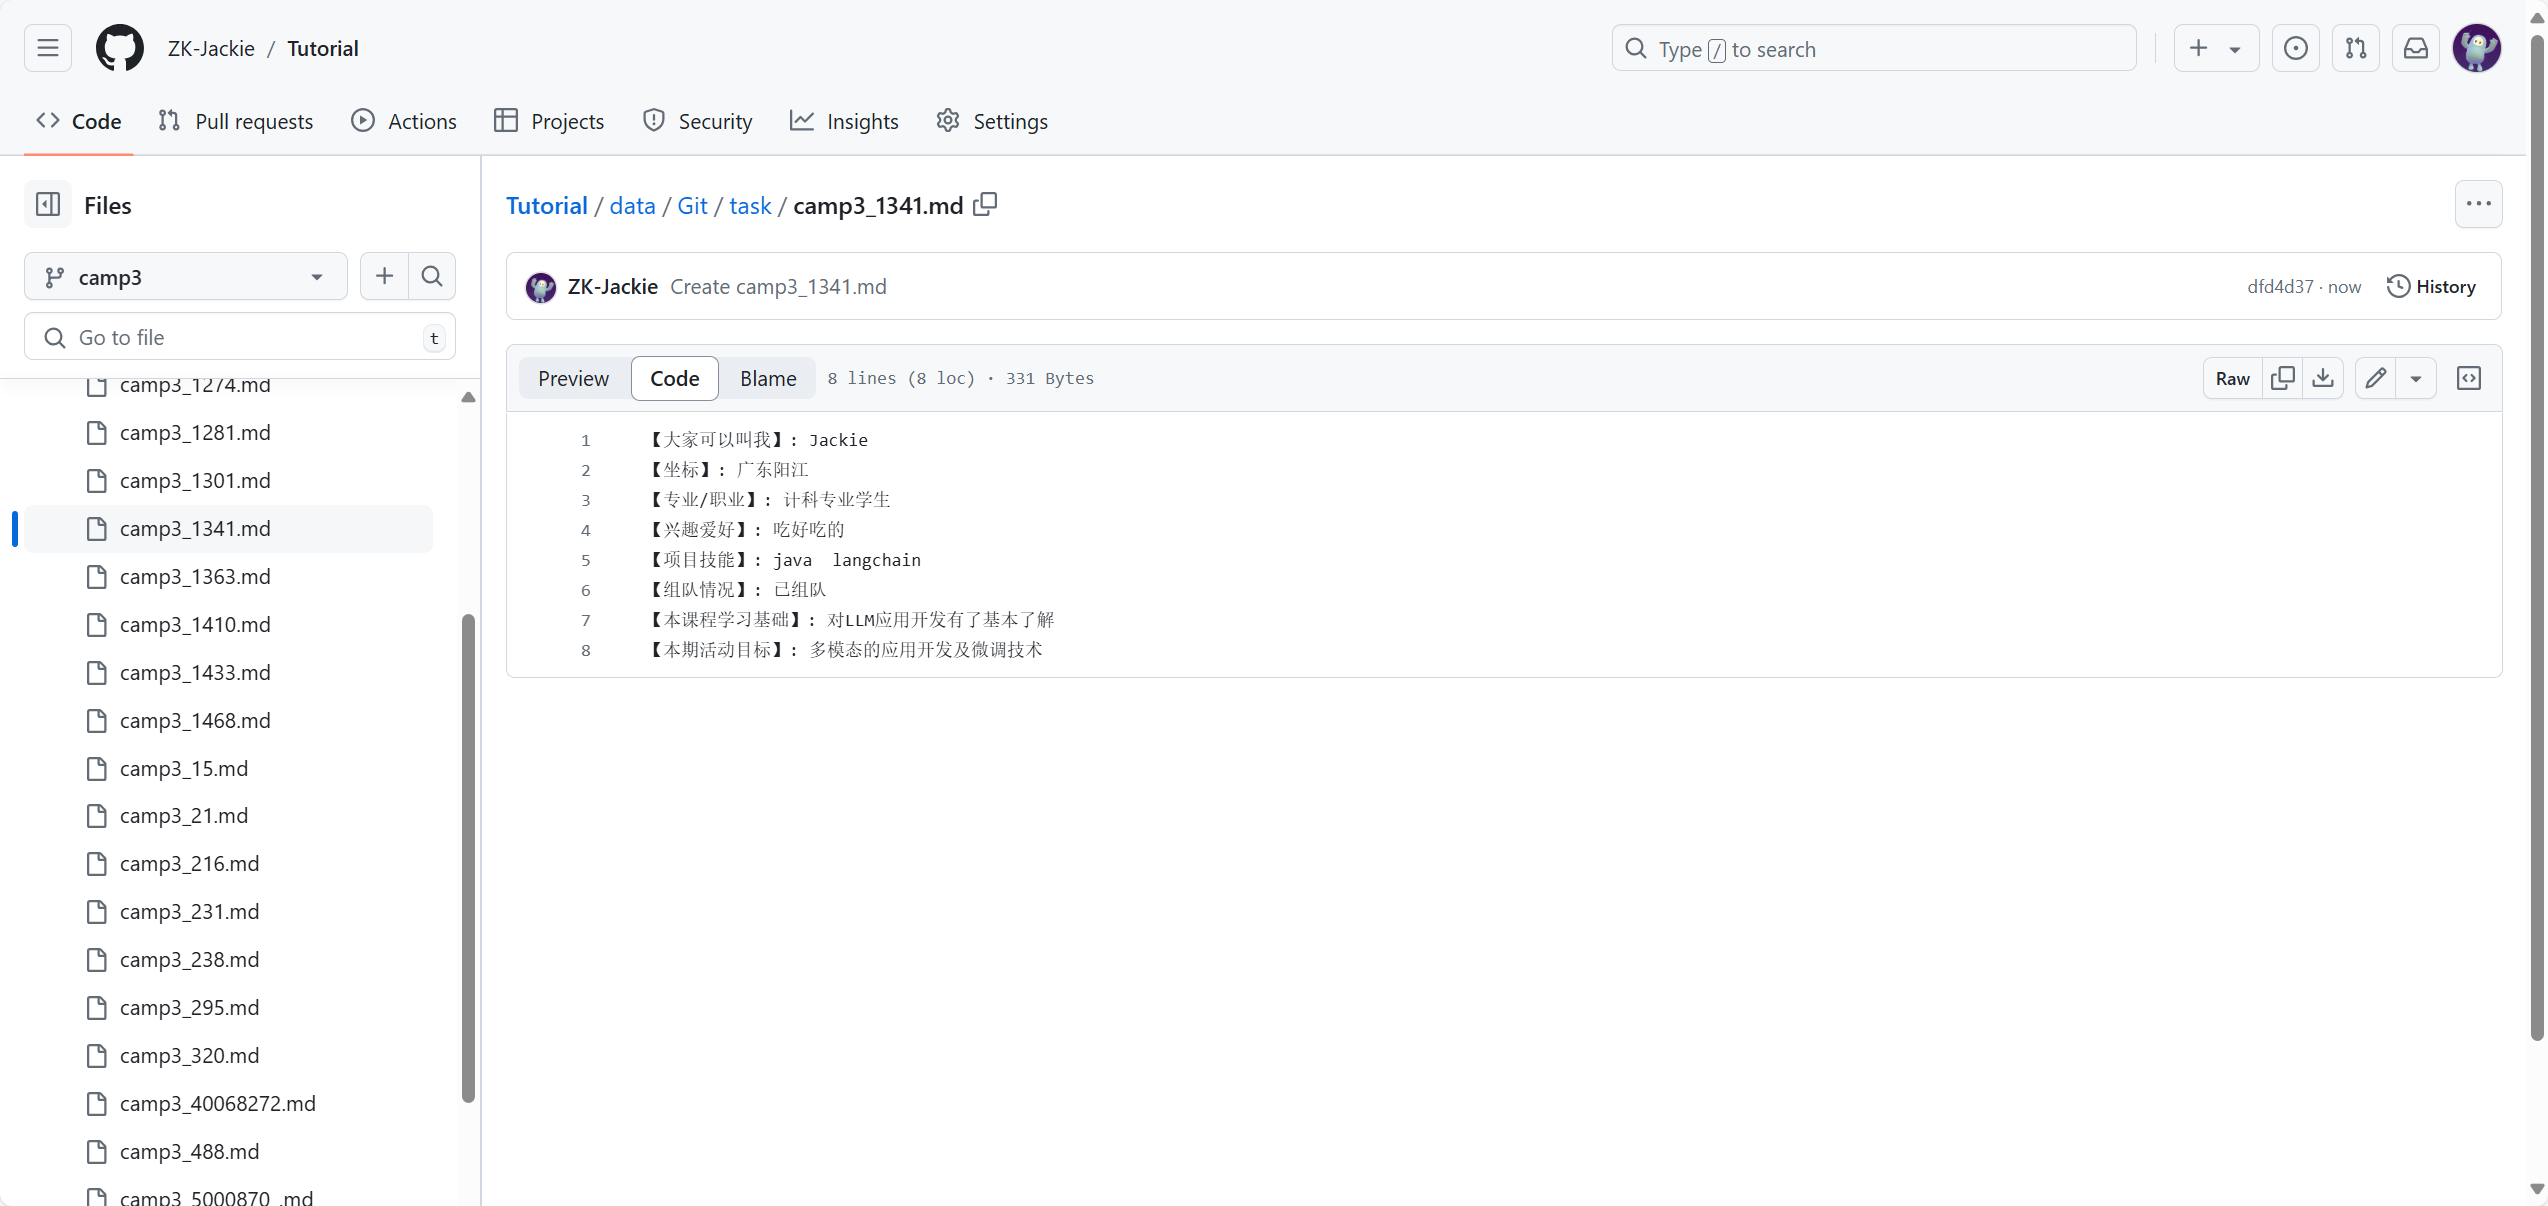 ZK-Jackie / Tutorial
Type / to search
Code
Pull requests
Actions
Projects
Security
Insights
Settings
Files
camp3
Go to file
t
camp3_1274.md
camp3_1281.md
camp3_1301.md
camp3_1341.md
camp3_1363.md
camp3_1410.md
camp3_1433.md
camp3_1468.md
camp3_15.md
camp3_21.md
camp3_216.md
camp3_231.md
camp3_238.md
camp3_295.md
camp3_320.md
camp3_40068272.md
camp3_488.md
camp3_5000870_.md
Tutorial / data / Git / task / camp3_1341.md
ZK-Jackie Create camp3_1341.md
dfd4d37 · now
History
Preview
Code
Blame
8 lines (8 loc) · 331 Bytes
Raw
1 【大家可以叫我】: Jackie
2 【坐标】: 广东阳江
3 【专业/职业】: 计科专业学生
4 【兴趣爱好】: 吃好吃的
5 【项目技能】: java  langchain
6 【组队情况】: 已组队
7 【本课程学习基础】: 对LLM应用开发有了基本了解
8 【本期活动目标】: 多模态的应用开发及微调技术